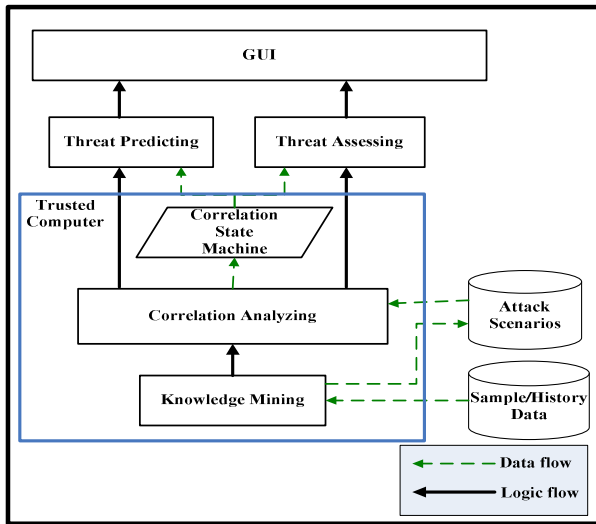 GUI
Threat Predicting
Threat Assessing
Trusted
Computer
Correlation
State
Machine
Correlation Analyzing
Attack
Scenarios
Knowledge Mining
Sample/History
Data
Data flow
Logic flow